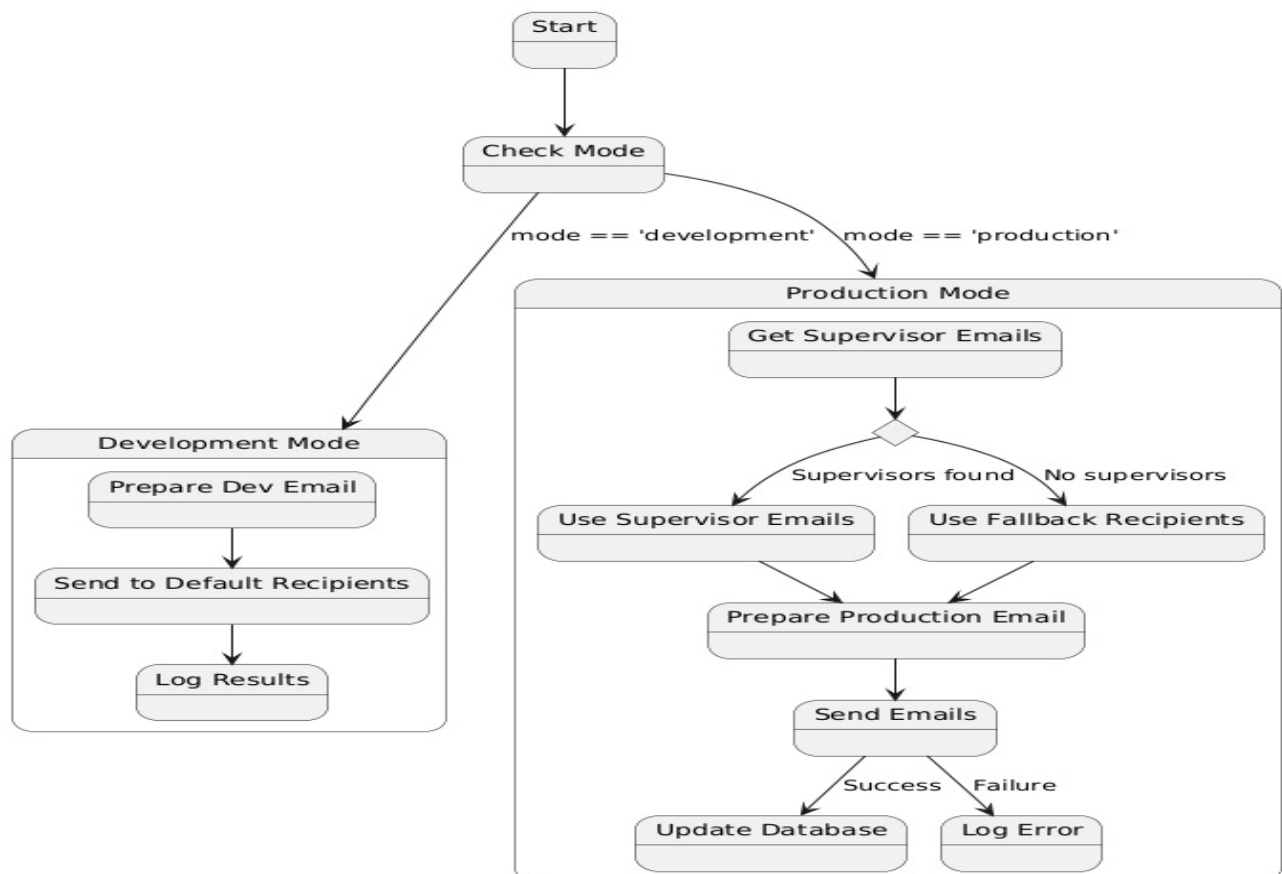 Start
Check Mode
mode == 'development'
mode == 'production'
Production Mode
Get Supervisor Emails
Supervisors found
No supervisors
Use Supervisor Emails
Use Fallback Recipients
Prepare Production Email
Send Emails
Success
Failure
Update Database
Log Error
Development Mode
Prepare Dev Email
Send to Default Recipients
Log Results